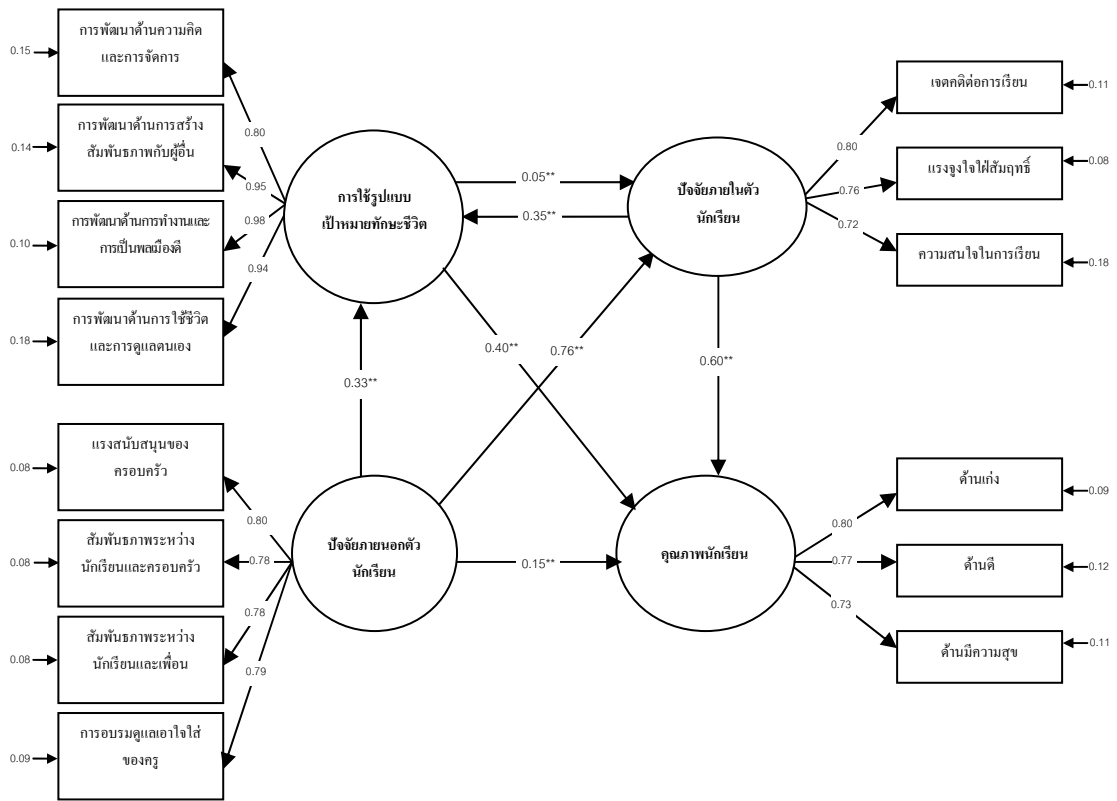 การพัฒนาด้านความคิด
และการจัดการ
0.15
การพัฒนาด้านการสร้าง
สัมพันธภาพกับผู้อื่น
0.14
การพัฒนาด้านการทำงานและ
การเป็นพลเมืองดี
0.10
การพัฒนาด้านการใช้ชีวิต
และการดูแลตนเอง
0.18
0.80
0.95
0.98
0.94
การใช้รูปแบบ
เป้าหมายทักษะชีวิต
0.05**
0.35**
ปัจจัยภายในตัว
นักเรียน
0.80
0.76
0.72
เจตคติต่อการเรียน
0.11
แรงจูงใจใฝ่สัมฤทธิ์
0.08
ความสนใจในการเรียน
0.18
0.33**
0.40**
0.76**
0.60**
แรงสนับสนุนของ
ครอบครัว
0.08
สัมพันธภาพระหว่าง
นักเรียนและครอบครัว
0.08
สัมพันธภาพระหว่าง
นักเรียนและเพื่อน
0.08
การอบรมดูแลเอาใจใส่
ของครู
0.09
0.80
0.78
0.78
0.79
ปัจจัยภายนอกตัว
นักเรียน
0.15**
คุณภาพนักเรียน
0.80
0.77
0.73
ด้านเก่ง
0.09
ด้านดี
0.12
ด้านมีความสุข
0.11